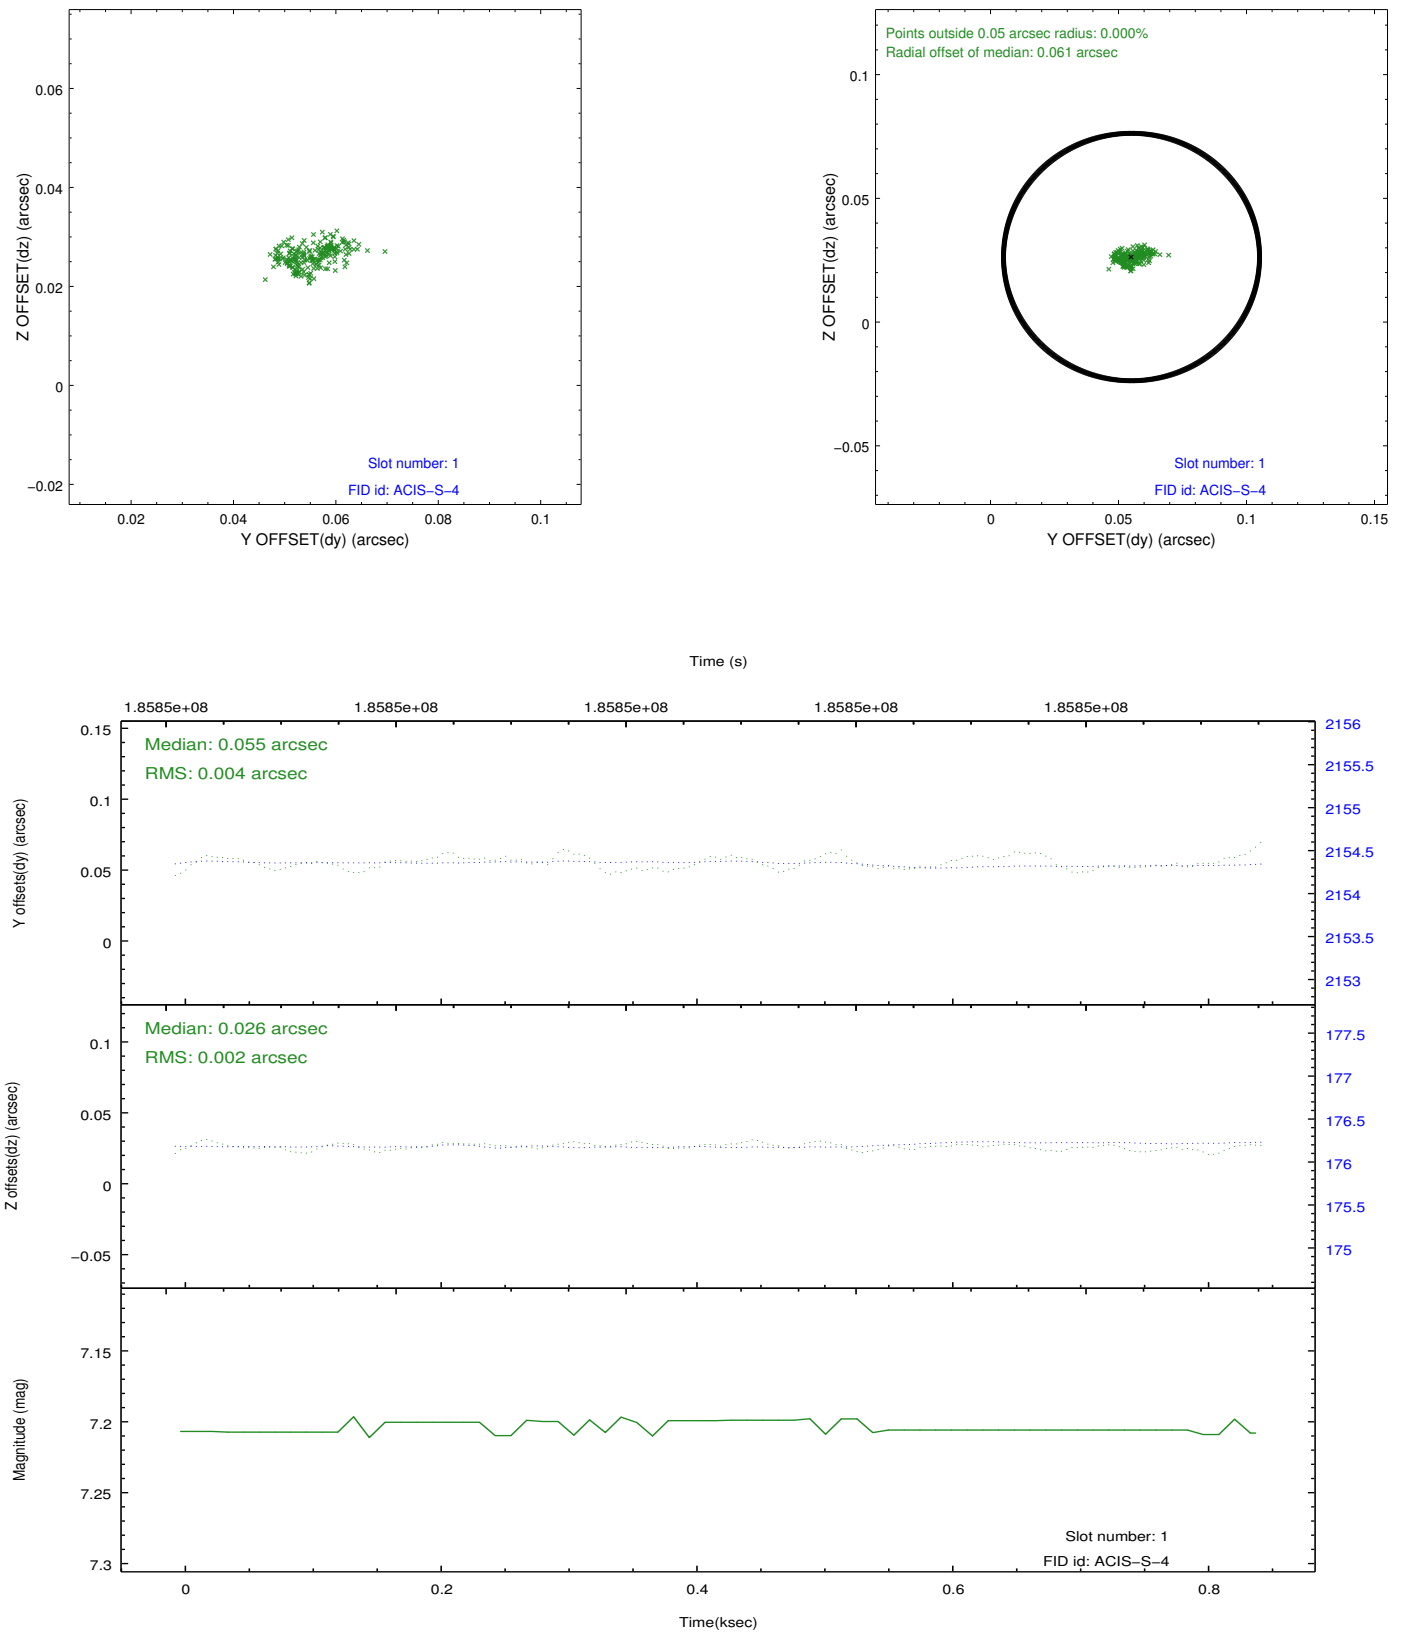 0.06
0.04
0.02
0
−0.02
Z OFFSET(dz) (arcsec)
Slot number: 1
FID id: ACIS−S−4
0.02
0.04
0.06
0.08
0.1
Y OFFSET(dy) (arcsec)
Points outside 0.05 arcsec radius: 0.000%
Radial offset of median: 0.061 arcsec
0.1
0.05
0
−0.05
Z OFFSET(dz) (arcsec)
Slot number: 1
FID id: ACIS−S−4
0
0.05
0.1
0.15
Y OFFSET(dy) (arcsec)
Time (s)
1.8585e+08
1.8585e+08
1.8585e+08
1.8585e+08
1.8585e+08
Median: 0.055 arcsec
RMS: 0.004 arcsec
0.15
0.1
0.05
0
Y offsets(dy) (arcsec)
2156
2155.5
2155
2154.5
2154
2153.5
2153
Median: 0.026 arcsec
RMS: 0.002 arcsec
0.1
0.05
0
−0.05
Z offsets(dz) (arcsec)
177.5
177
176.5
176
175.5
175
7.15
7.2
7.25
7.3
Magnitude (mag)
Slot number: 1
FID id: ACIS−S−4
0
0.2
0.4
0.6
0.8
Time(ksec)